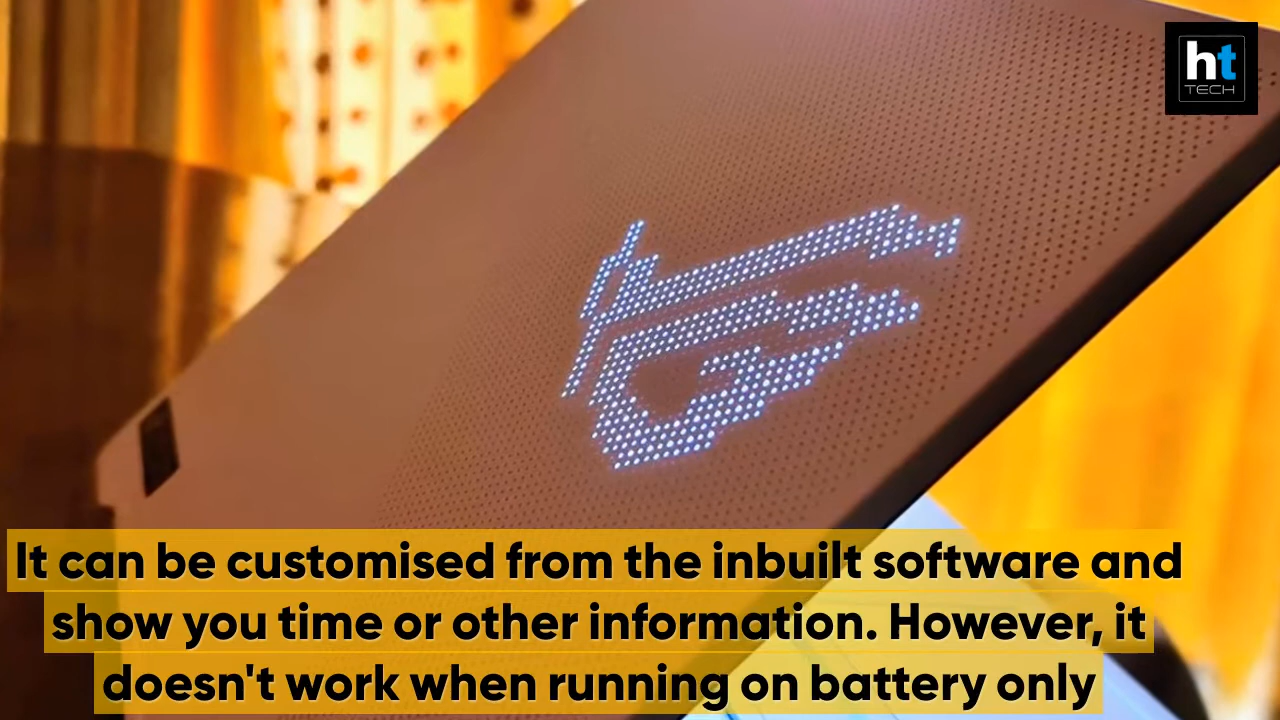 ht
TECH
It can be customised from the inbuilt software and
show you time or other information. However, it
doesn't work when running on battery only